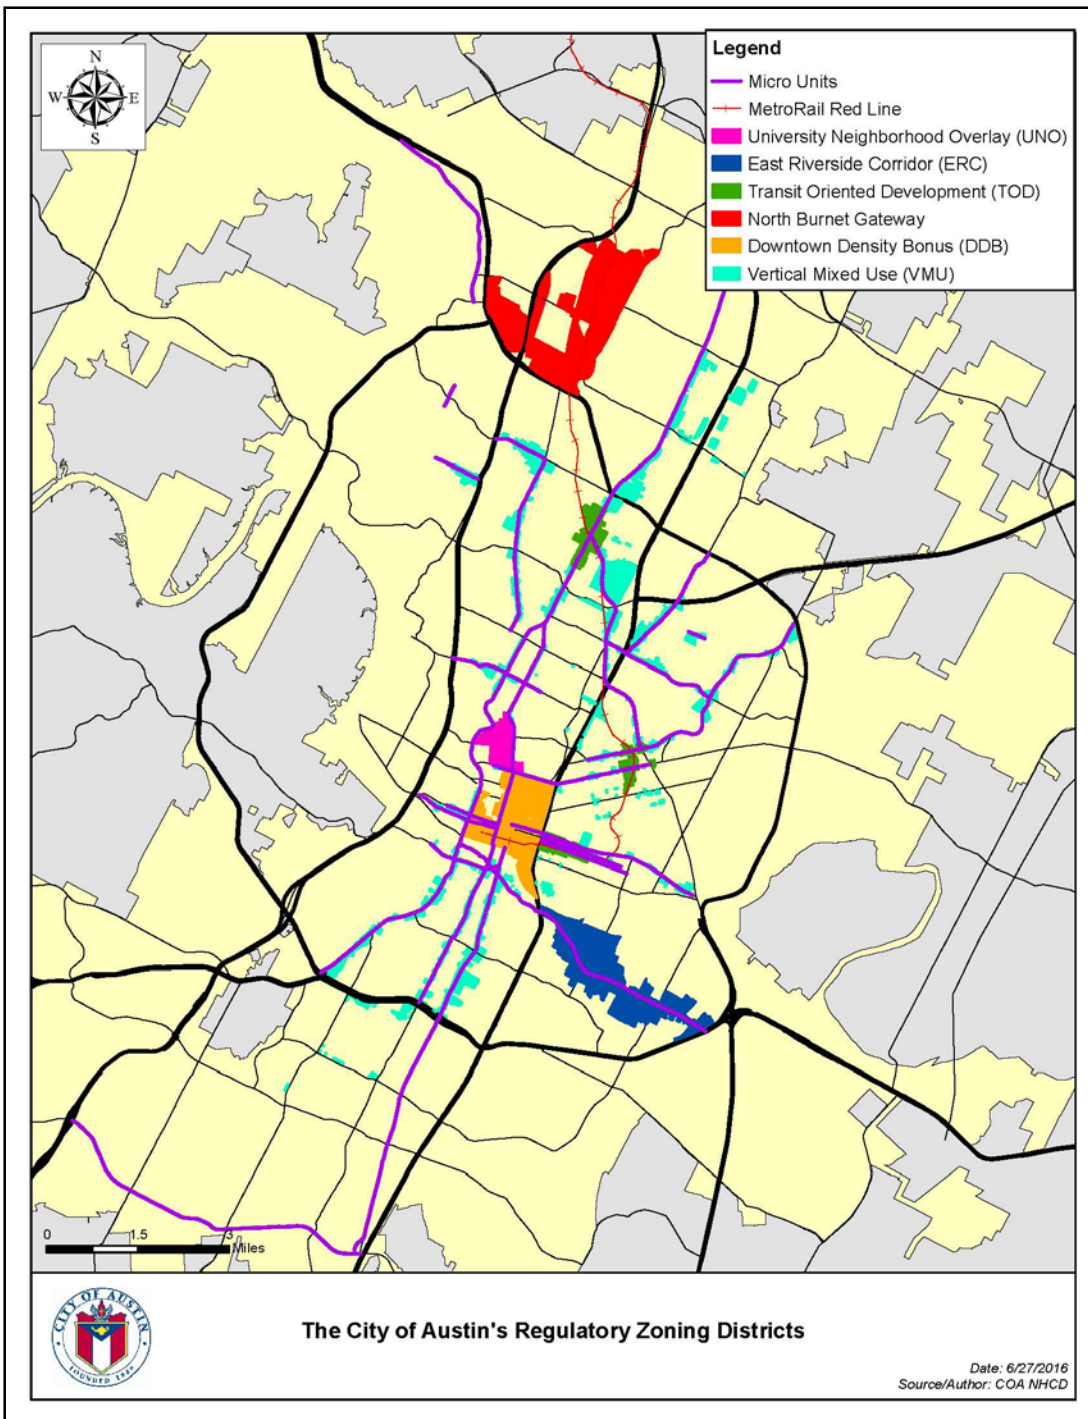 N
W E
S
Legend
Micro Units
MetroRail Red Line
University Neighborhood Overlay (UNO)
East Riverside Corridor (ERC)
Transit Oriented Development (TOD)
North Burnet Gateway
Downtown Density Bonus (DDB)
Vertical Mixed Use (VMU)
0 1.5 3
Miles
CITY OF AUSTIN
FOUNDED 1839
The City of Austin's Regulatory Zoning Districts
Date: 6/27/2016
Source/Author: COA NHCD